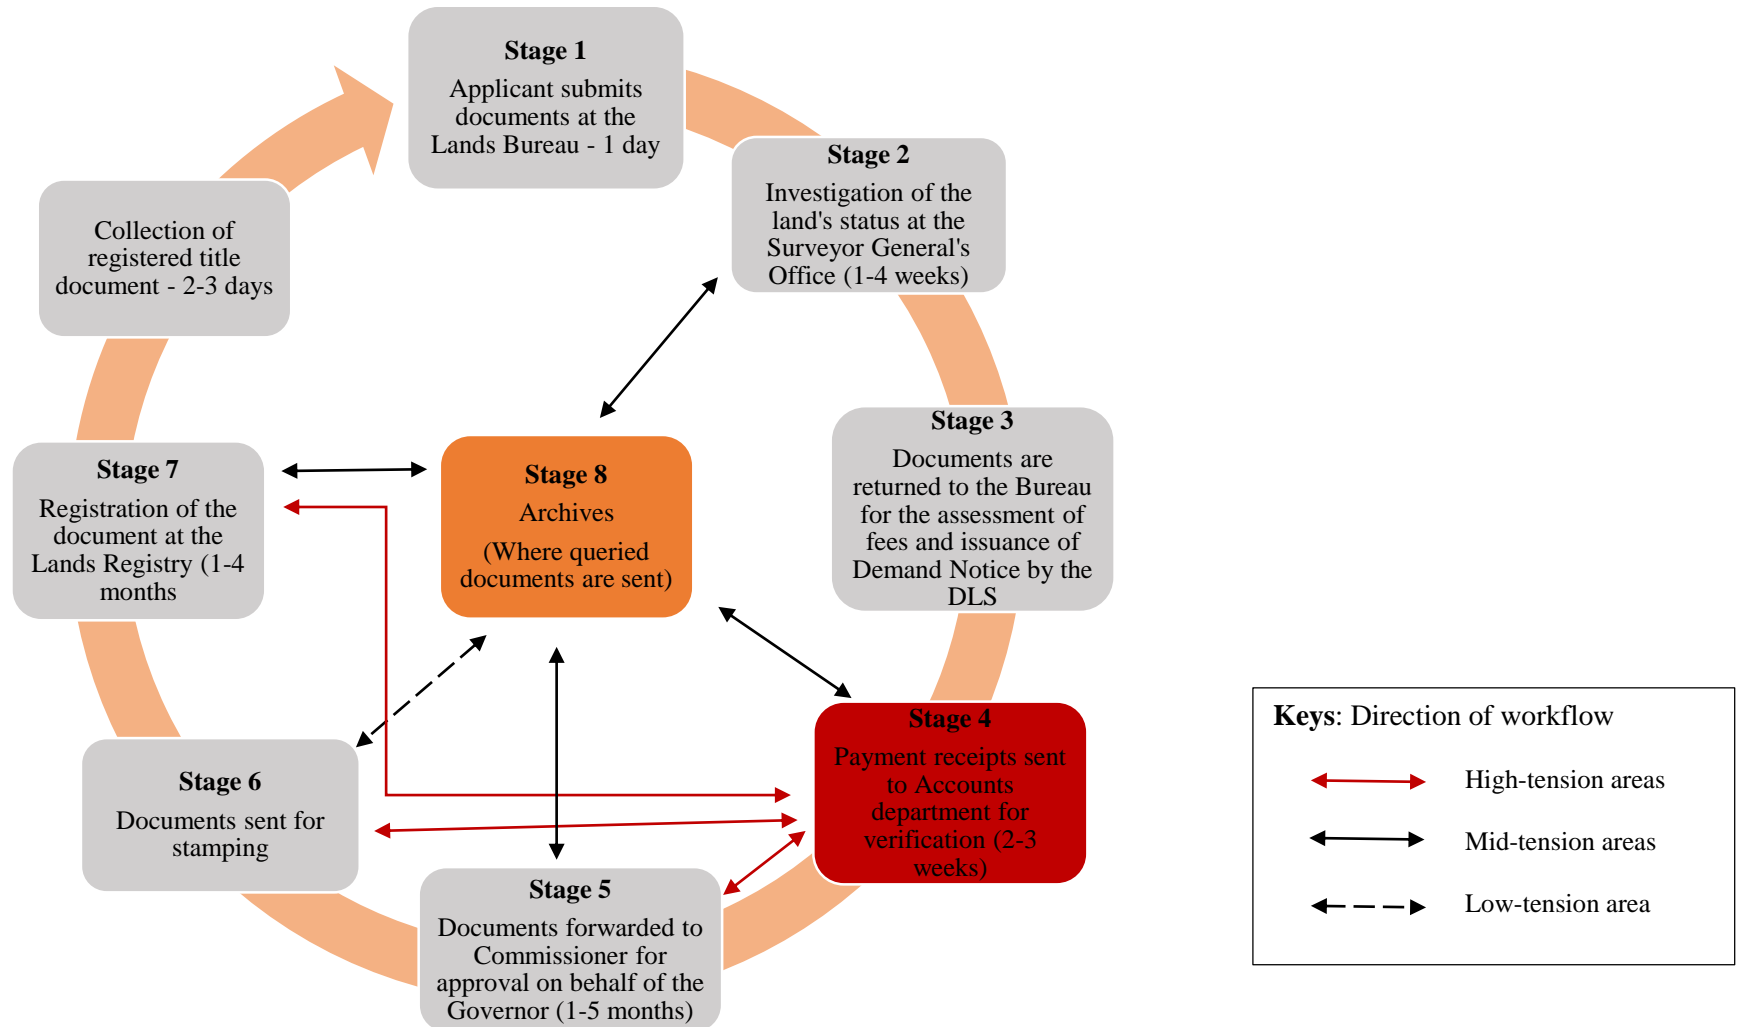 Stage 1
Applicant submits
documents at the
Lands Bureau - 1 day
Stage 2
Investigation of the
land's status at the
Surveyor General's
Office (1-4 weeks)
Stage 3
Documents are
returned to the Bureau
for the assessment of
fees and issuance of
Demand Notice by the
DLS
Stage 4
Payment receipts sent
to Accounts
department for
verification (2-3
weeks)
Stage 5
Documents forwarded to
Commissioner for
approval on behalf of the
Governor (1-5 months)
Stage 6
Documents sent for
stamping
Stage 7
Registration of the
document at the
Lands Registry (1-4
months
Collection of
registered title
document - 2-3 days
Stage 8
Archives
(Where queried
documents are sent)
Keys: Direction of workflow
High-tension areas
Mid-tension areas
Low-tension area